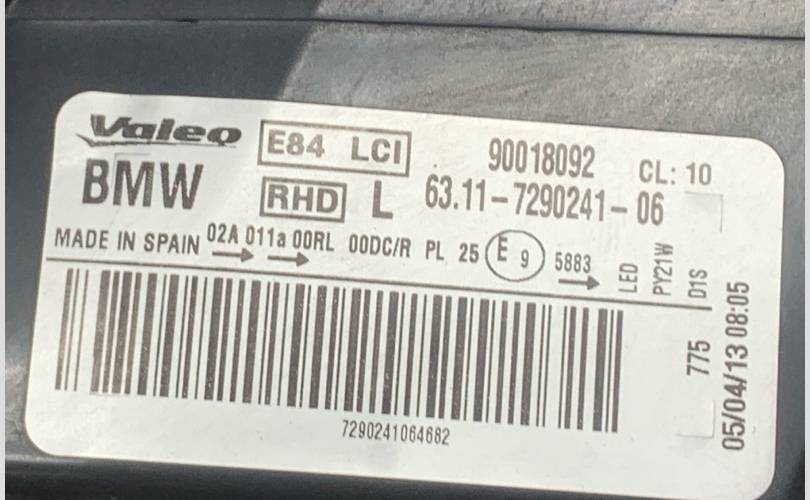 Valeo E84 LCI 90018092 CL: 10
BMW RHD L 63.11-7290241-06
MADE IN SPAIN 02A 011a 00RL 00DC/R PL 25 E 9 5883
LED
PY21W
D1S
775
05/04/13 08:05
7290241064682